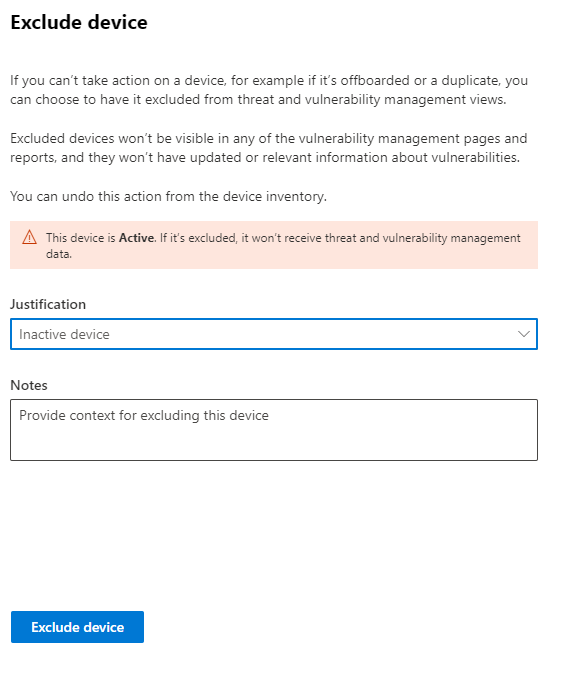 Exclude device
If you can’t take action on a device, for example if it’s offboarded or a duplicate, you
can choose to have it excluded from threat and vulnerability management views.
Excluded devices won’t be visible in any of the vulnerability management pages and
reports, and they won’t have updated or relevant information about vulnerabilities.
You can undo this action from the device inventory.
This device is Active. If it’s excluded, it won’t receive threat and vulnerability management
data.
Justification
Inactive device
Notes
Provide context for excluding this device
Exclude device